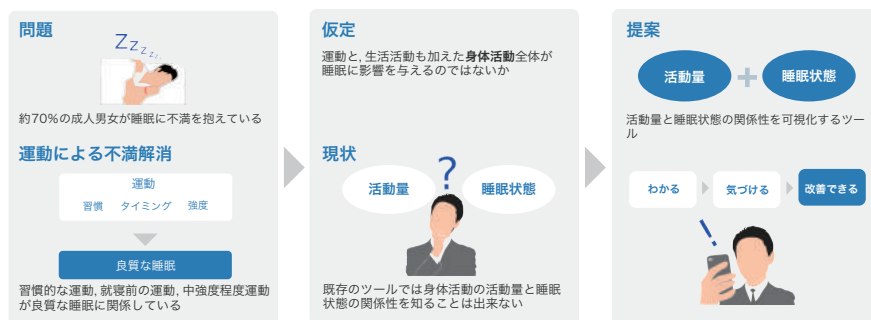 問題
Zzzzzz
約70%の成人男女が睡眠に不満を抱えている
運動による不満解消
運動
習慣 タイミング 強度
良質な睡眠
習慣的な運動, 就寝前の運動, 中強度程度運動
が良質な睡眠に関係している
仮定
運動と, 生活活動も加えた身体活動全体が
睡眠に影響を与えるのではないか
現状
?
活動量 睡眠状態
既存のツールでは身体活動の活動量と睡眠
状態の関係性を知ることは出来ない
提案
活動量 + 睡眠状態
活動量と睡眠状態の関係性を可視化するツー
ル
わかる 気づける 改善できる
!